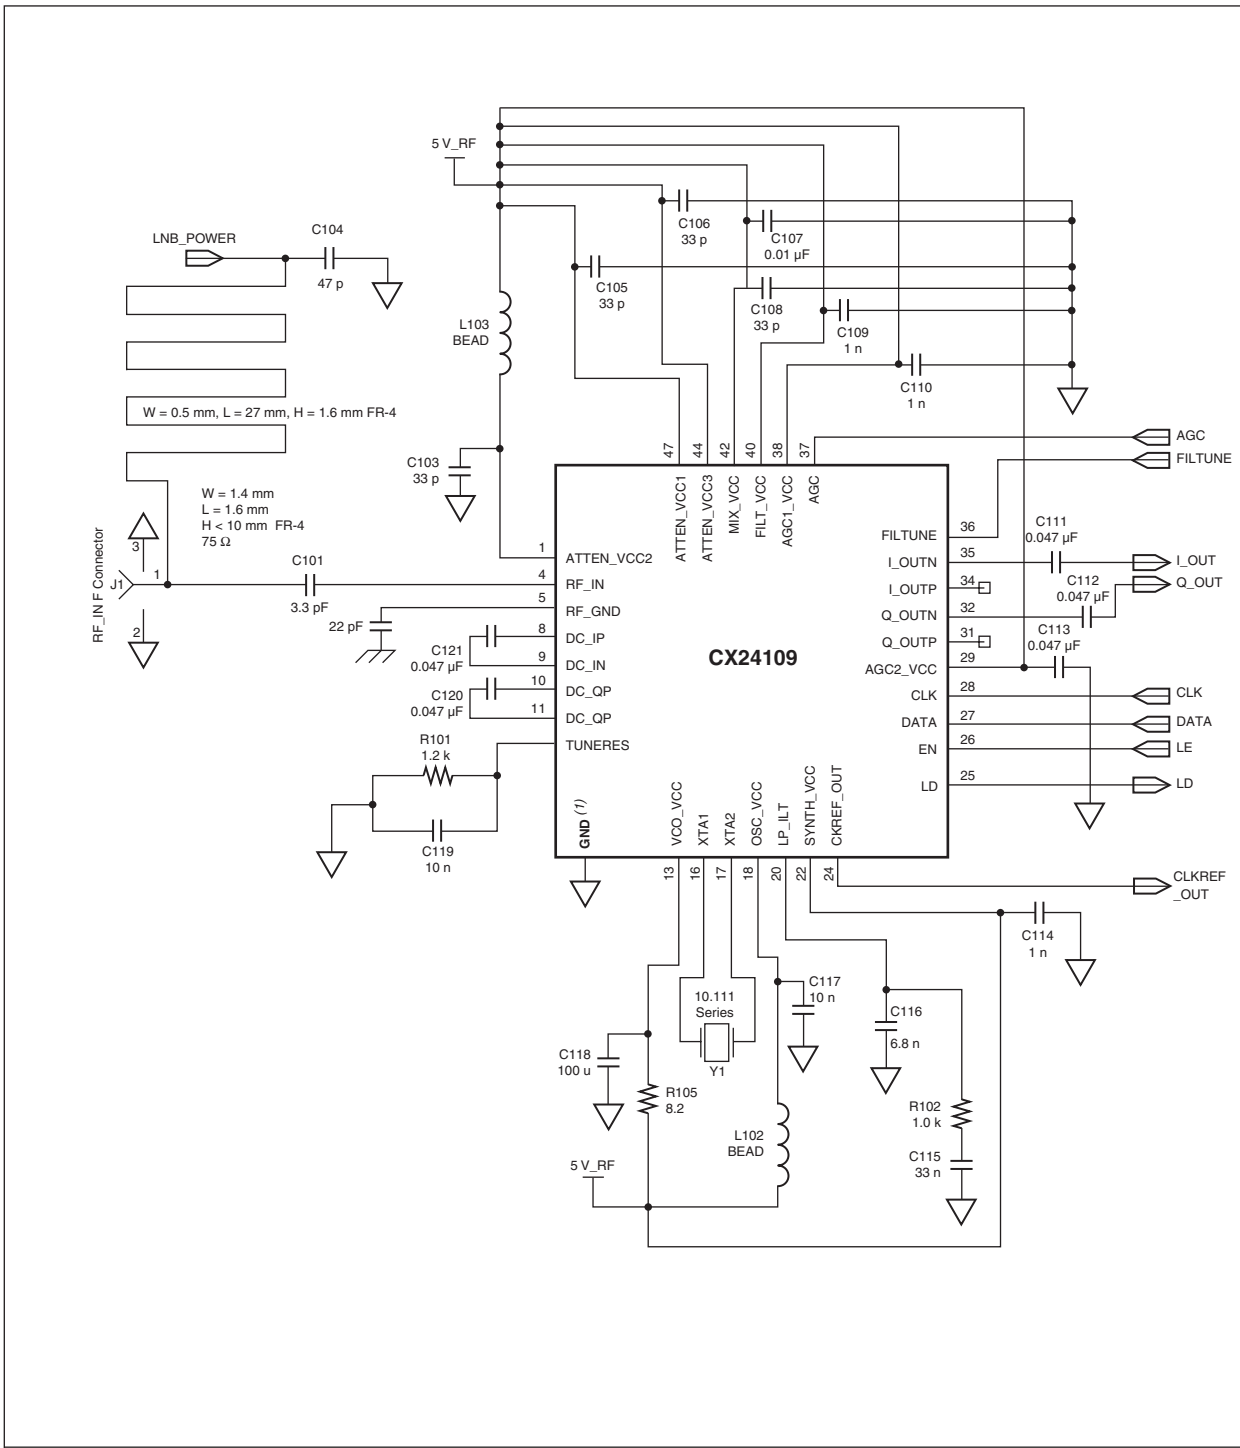 5 V_RF
LNB_POWER
C104
47 p
C106
33 p
C107
0.01 µF
C105
33 p
C108
33 p
C109
1 n
C110
1 n
L103
BEAD
W = 0.5 mm, L = 27 mm, H = 1.6 mm FR-4
C103
33 p
W = 1.4 mm
L = 1.6 mm
H < 10 mm FR-4
75 Ω
47
44
42
40
38
37
ATTEN_VCC1
ATTEN_VCC3
MIX_VCC
FILT_VCC
AGC1_VCC
AGC
AGC
FILTUNE
RF_IN F Connector
J1
3
1
2
C101
3.3 pF
22 pF
C121
0.047 µF
C120
0.047 µF
R101
1.2 k
C119
10 n
1
ATTEN_VCC2
4
RF_IN
5
RF_GND
8
DC_IP
9
DC_IN
10
DC_QP
11
DC_QP
TUNERES
CX24109
FILTUNE
36
I_OUTN
35
I_OUTP
34
Q_OUTN
32
Q_OUTP
31
AGC2_VCC
29
CLK
28
DATA
27
EN
26
LD
25
C111
0.047 µF
C112
0.047 µF
C113
0.047 µF
I_OUT
Q_OUT
CLK
DATA
LE
LD
GND (1)
VCO_VCC
XTA1
XTA2
OSC_VCC
LP_ILT
SYNTH_VCC
CKREF_OUT
13
16
17
18
20
22
24
CLKREF
_OUT
C114
1 n
10.111
Series
Y1
C117
10 n
C116
6.8 n
C118
100 u
R105
8.2
R102
1.0 k
L102
BEAD
C115
33 n
5 V_RF